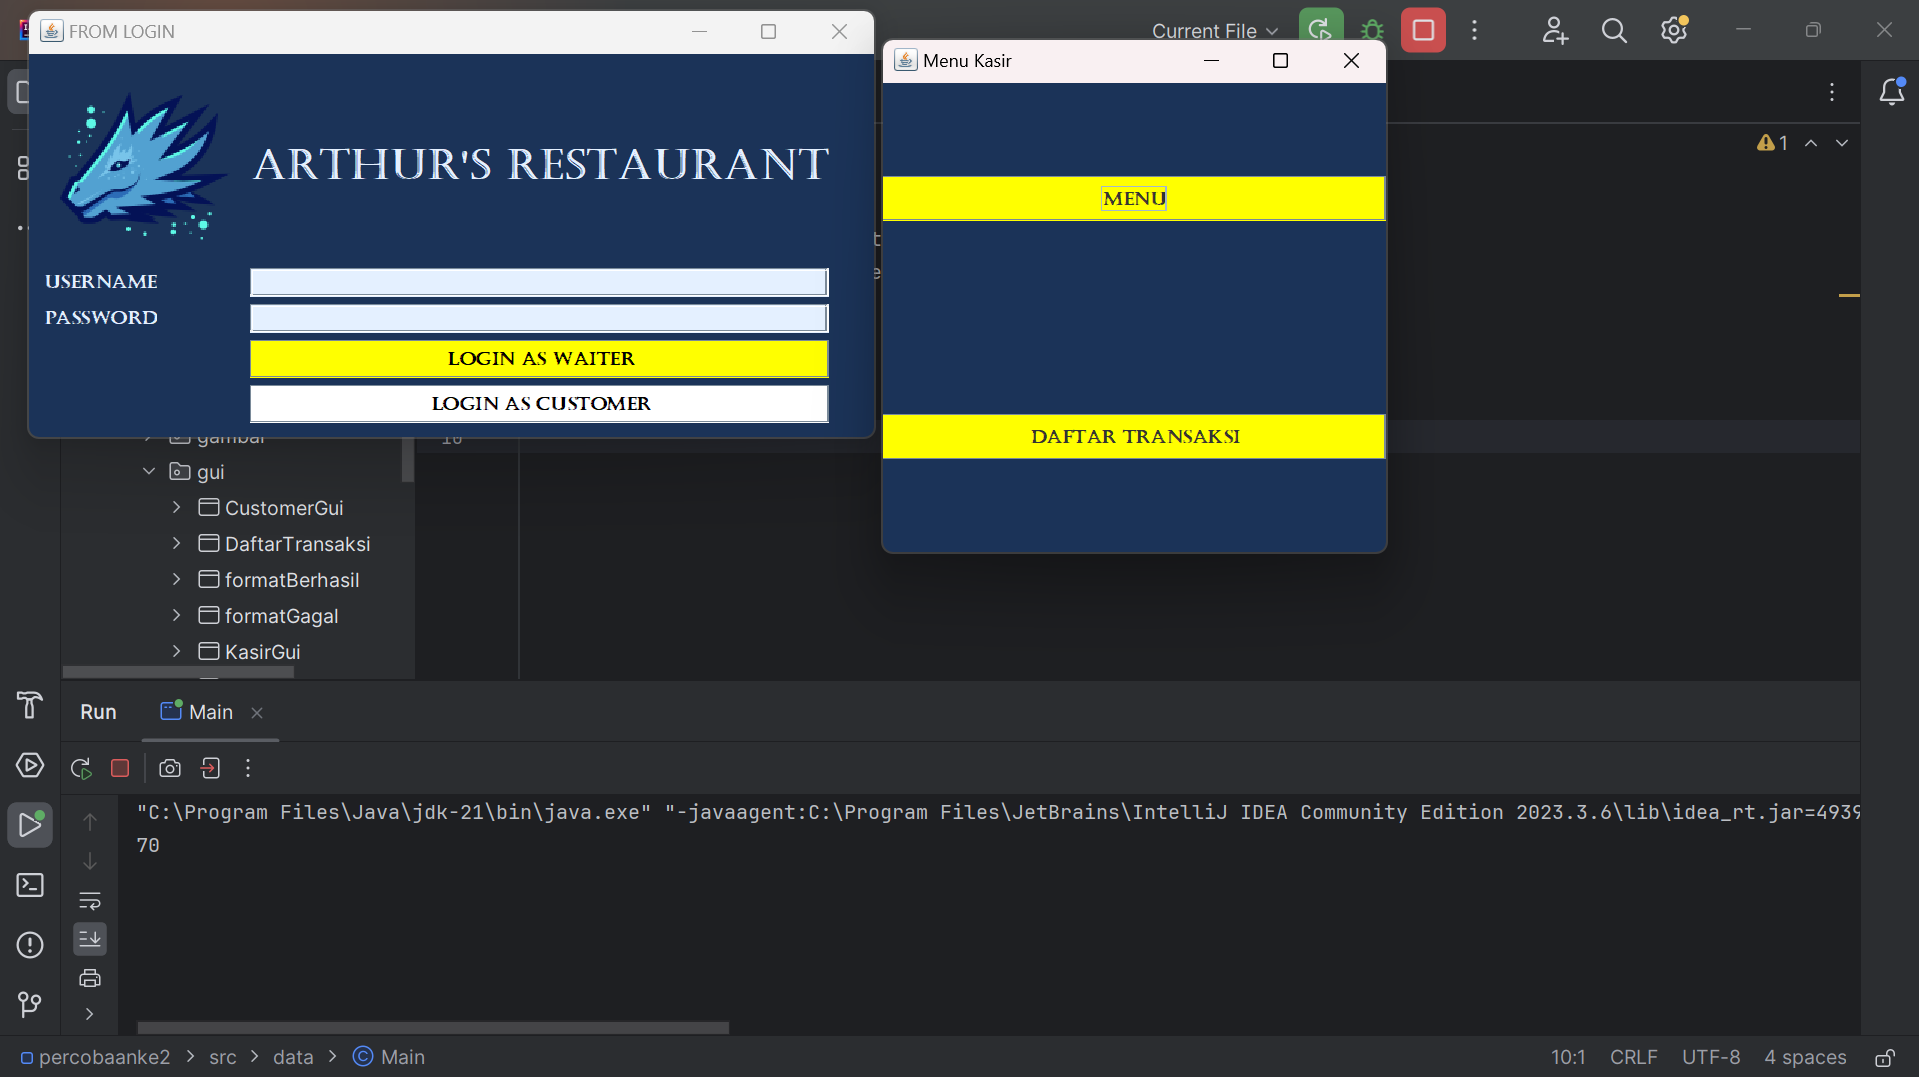 FROM LOGIN
Current File
Menu Kasir
ARTHUR'S RESTAURANT
1
MENU
USERNAME
PASSWORD
LOGIN AS WAITER
LOGIN AS CUSTOMER
DAFTAR TRANSAKSI
gambar
10
gui
CustomerGui
DaftarTransaksi
formatBerhasil
formatGagal
KasirGui
Run
Main
"C:\Program Files\Java\jdk-21\bin\java.exe" "-javaagent:C:\Program Files\JetBrains\IntelliJ IDEA Community Edition 2023.3.6\lib\idea_rt.jar=4939
70
percobaanke2 > src > data > Main
10:1 CRLF UTF-8 4 spaces